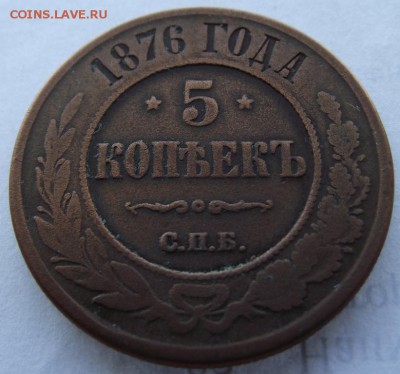 COINS.LAVE.RU
1876 ГОДА
5
КОПѢЕКЪ
С.П.Б.